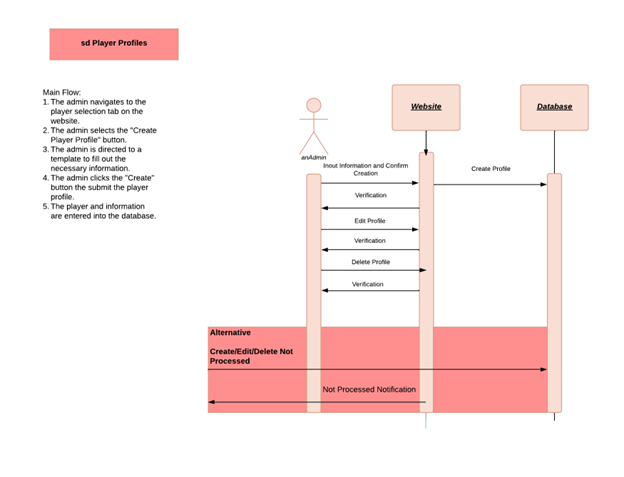 sd Player Profiles
Main Flow:
1. The admin navigates to the
player selection tab on the
website.
2. The admin selects the "Create
Player Profile" button.
3. The admin is directed to a
template to fill out the
necessary information.
4. The admin clicks the "Create"
button the submit the player
profile.
5. The player and information
are entered into the database.
anAdmin
Website
Database
Inout Information and Confirm
Creation
Create Profile
Verification
Edit Profile
Verification
Delete Profile
Verification
Alternative
Create/Edit/Delete Not
Processed
Not Processed Notification